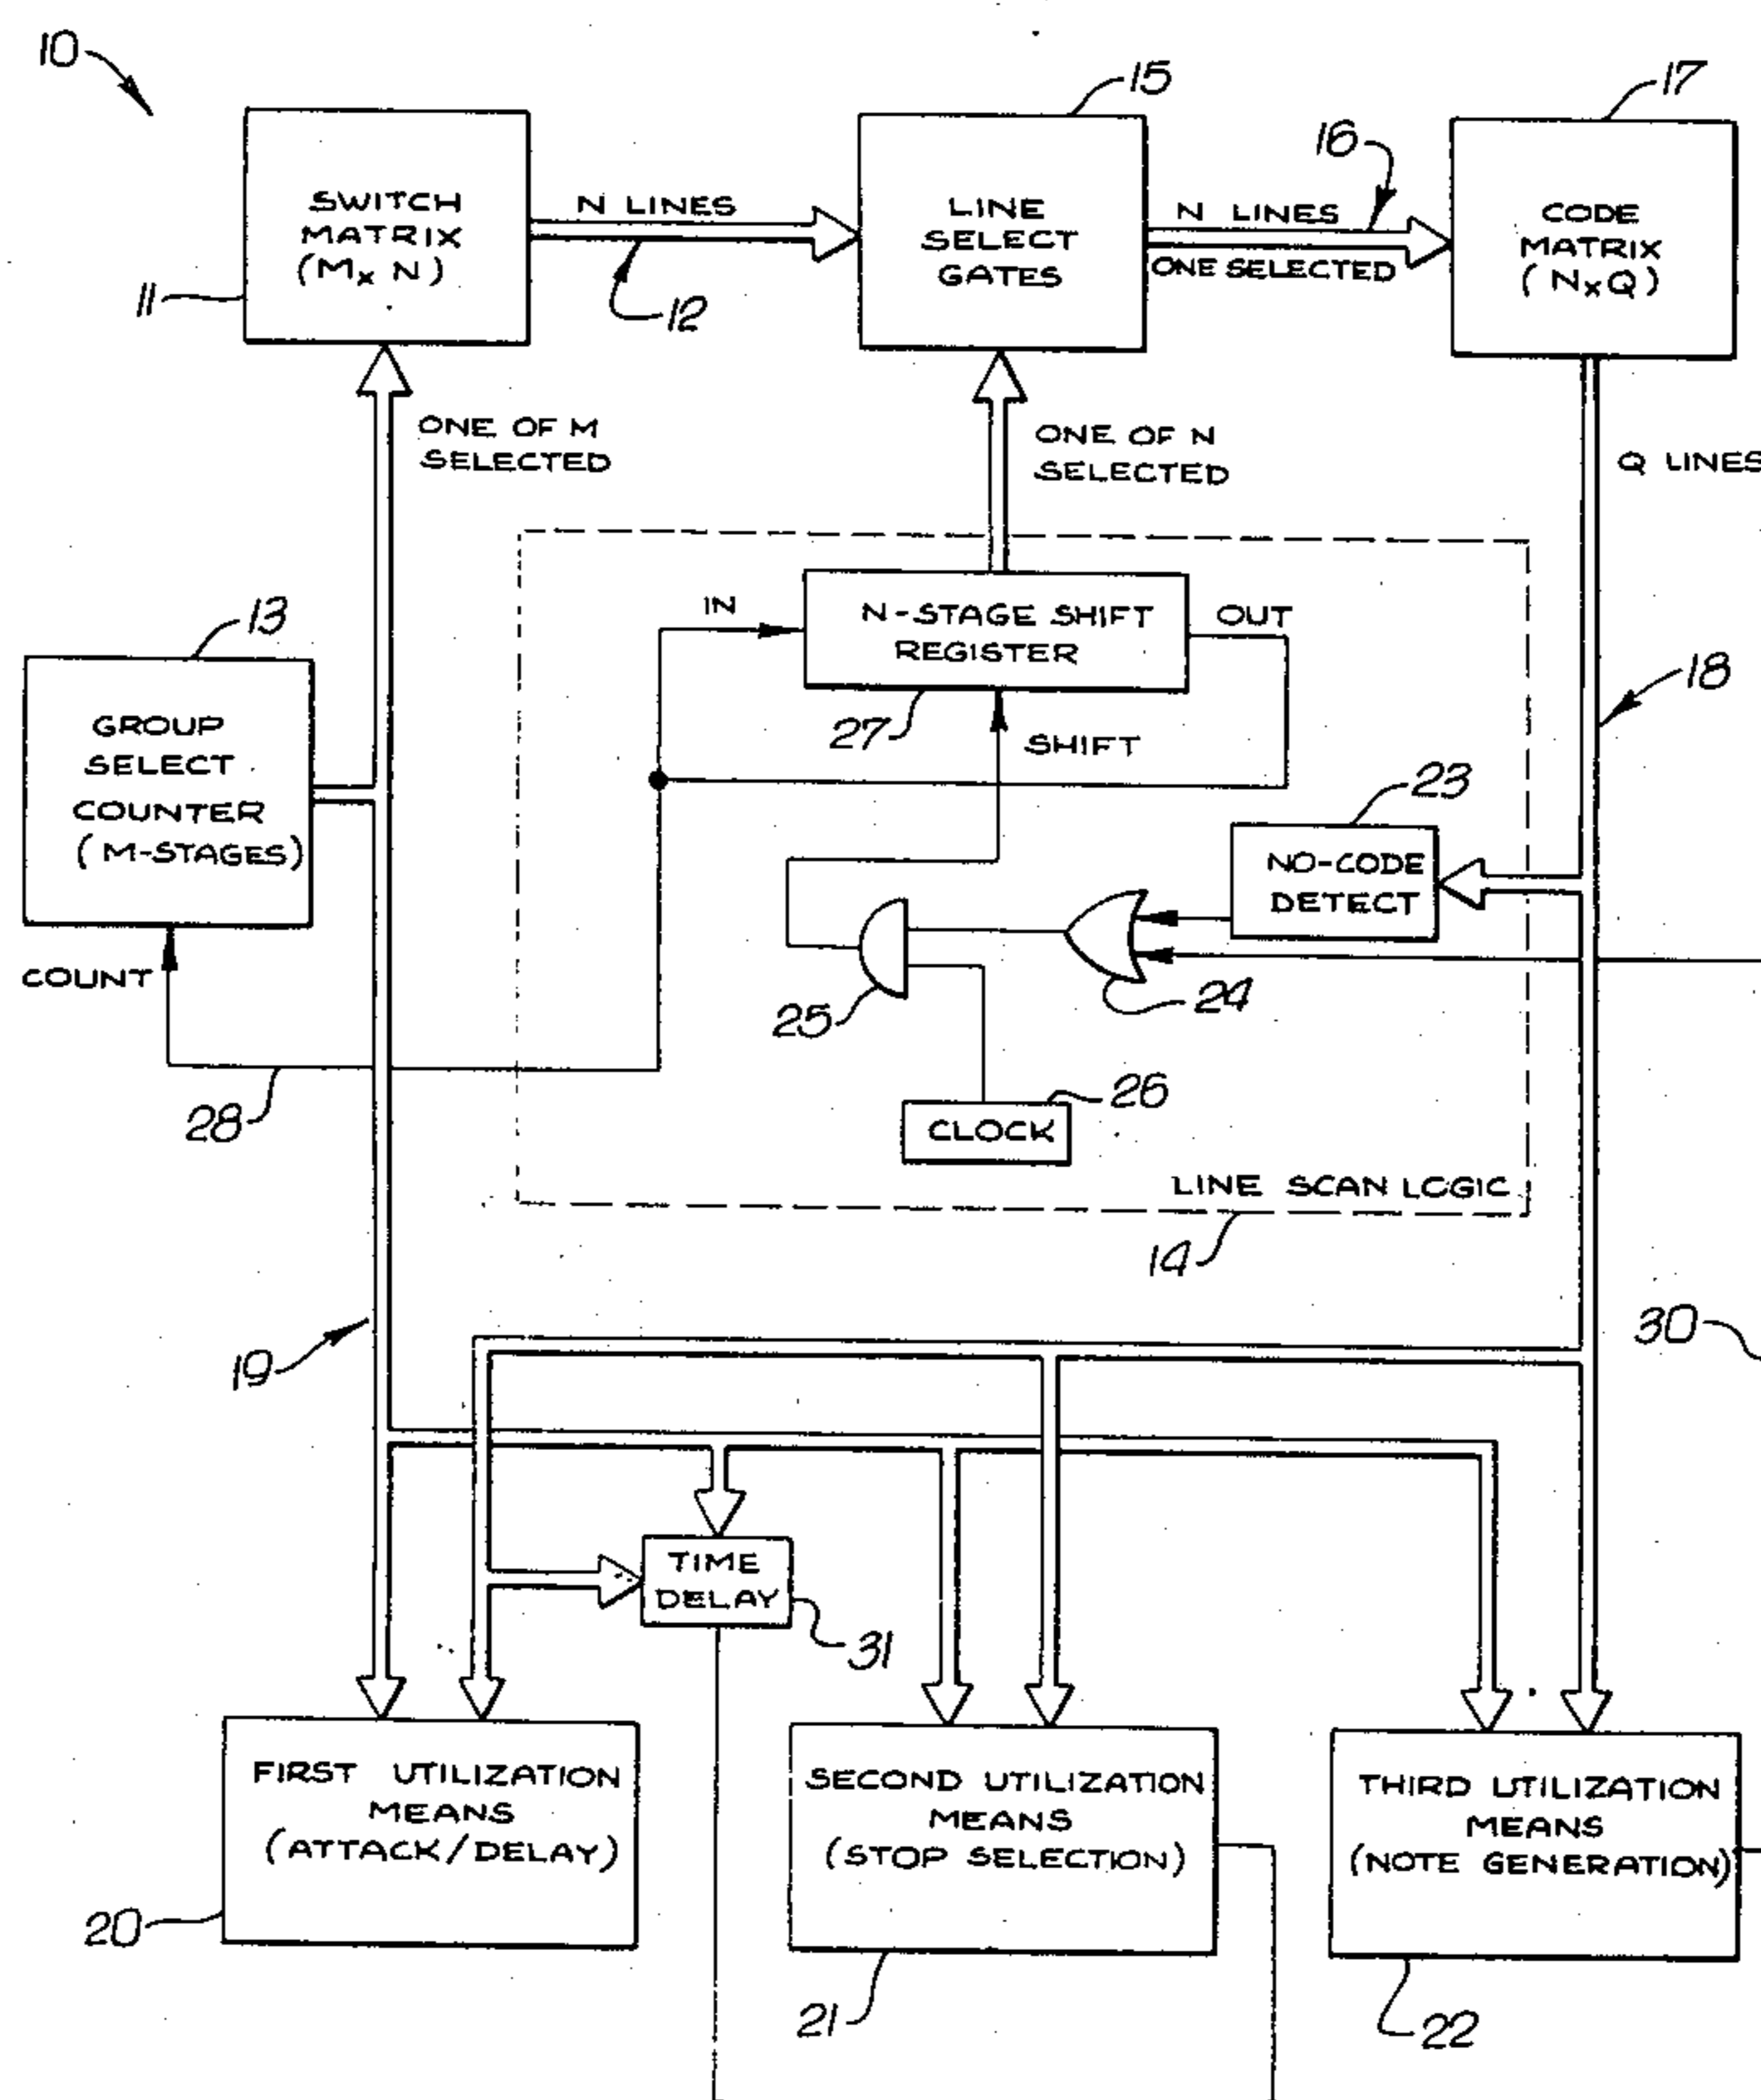 10
15
17
16
SWITCH
MATRIX
(Mx N)
N LINES
LINE
SELECT
GATES
N LINES
ONE SELECTED
CODE
MATRIX
(NxQ)
11
12
ONE OF M
SELECTED
ONE OF N
SELECTED
Q LINES
13
IN
N-STAGE SHIFT
REGISTER
OUT
18
GROUP
SELECT
COUNTER
(M-STAGES)
27
SHIFT
23
NO-CODE
DETECT
COUNT
25
24
28
26
CLOCK
LINE SCAN LOGIC
14
30
19
TIME
DELAY
31
FIRST UTILIZATION
MEANS
(ATTACK/DELAY)
SECOND UTILIZATION
MEANS
(STOP SELECTION)
THIRD UTILIZATION
MEANS
(NOTE GENERATION)
20
21
22